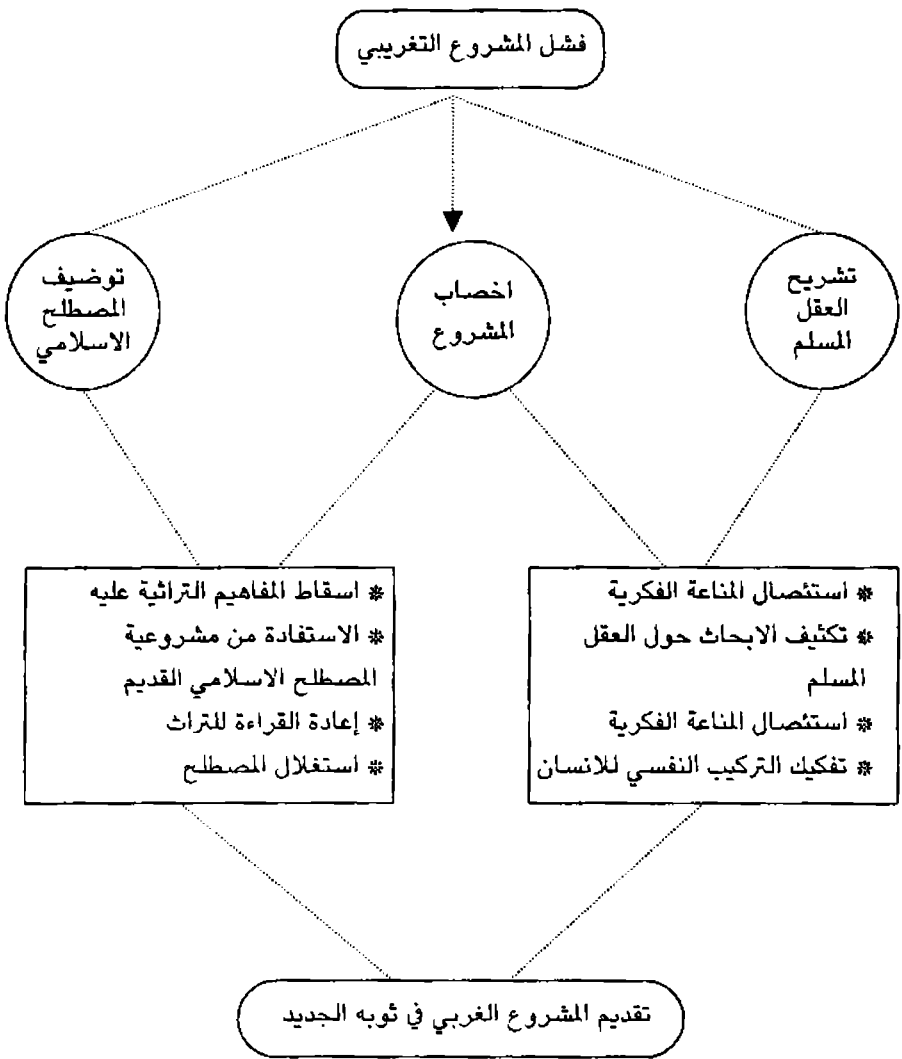 فشل المشروع التغريبي
تشريح
العقل
المسلم
اخصاب
المشروع
توضيف
المصطلح
الاسلامي
* استئصال المناعة الفكرية
* تكثيف الابحاث حول العقل
المسلم
* استئصال المناعة الفكرية
* تفكيك التركيب النفسي للانسان
* اسقاط المفاهيم التراثية عليه
* الاستفادة من مشروعية
المصطلح الاسلامي القديم
* إعادة القراءة للتراث
* استغلال المصطلح
تقديم المشروع الغربي في ثوبه الجديد